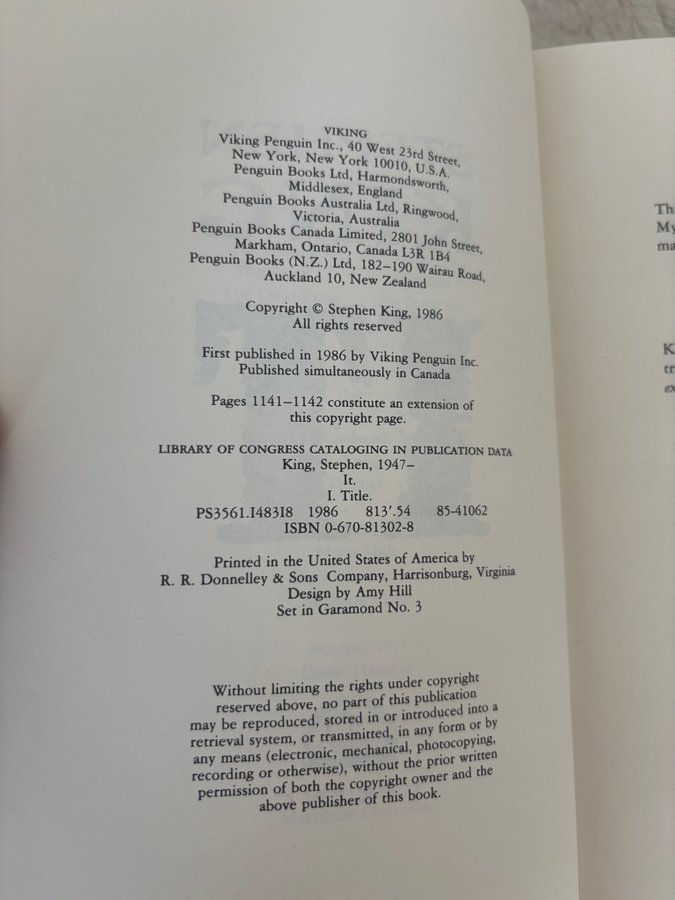 VIKING
Viking Penguin Inc., 40 West 23rd Street,
New York, New York 10010, U.S.A.
Penguin Books Ltd, Harmondsworth,
Middlesex, England
Penguin Books Australia Ltd, Ringwood,
Victoria, Australia
Penguin Books Canada Limited, 2801 John Street,
Markham, Ontario, Canada L3R 1B4
Penguin Books (N.Z.) Ltd, 182–190 Wairau Road,
Auckland 10, New Zealand
Copyright © Stephen King, 1986
All rights reserved
First published in 1986 by Viking Penguin Inc.
Published simultaneously in Canada
Pages 1141–1142 constitute an extension of
this copyright page.
LIBRARY OF CONGRESS CATALOGING IN PUBLICATION DATA
King, Stephen, 1947–
It.
I. Title.
PS3561.I483I8 1986 813'.54 85-41062
ISBN 0-670-81302-8
Printed in the United States of America by
R. R. Donnelley & Sons Company, Harrisonburg, Virginia
Design by Amy Hill
Set in Garamond No. 3
Without limiting the rights under copyright
reserved above, no part of this publication
may be reproduced, stored in or introduced into a
retrieval system, or transmitted, in any form or by
any means (electronic, mechanical, photocopying,
recording or otherwise), without the prior written
permission of both the copyright owner and the
above publisher of this book.